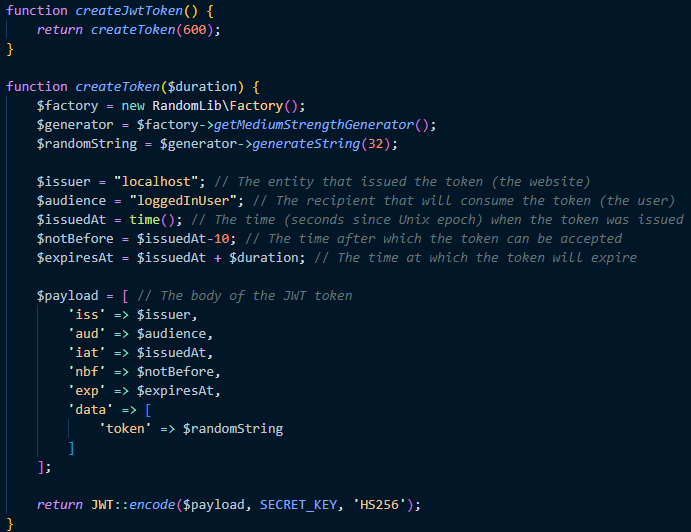 function createJwtToken() {
    return createToken(600);
}

function createToken($duration) {
    $factory = new RandomLib\Factory();
    $generator = $factory->getMediumStrengthGenerator();
    $randomString = $generator->generateString(32);

    $issuer = "localhost"; // The entity that issued the token (the website)
    $audience = "loggedInUser"; // The recipient that will consume the token (the user)
    $issuedAt = time(); // The time (seconds since Unix epoch) when the token was issued
    $notBefore = $issuedAt-10; // The time after which the token can be accepted
    $expiresAt = $issuedAt + $duration; // The time at which the token will expire

    $payload = [ // The body of the JWT token
        'iss' => $issuer,
        'aud' => $audience,
        'iat' => $issuedAt,
        'nbf' => $notBefore,
        'exp' => $expiresAt,
        'data' => [
            'token' => $randomString
        ]
    ];

    return JWT::encode($payload, SECRET_KEY, 'HS256');
}